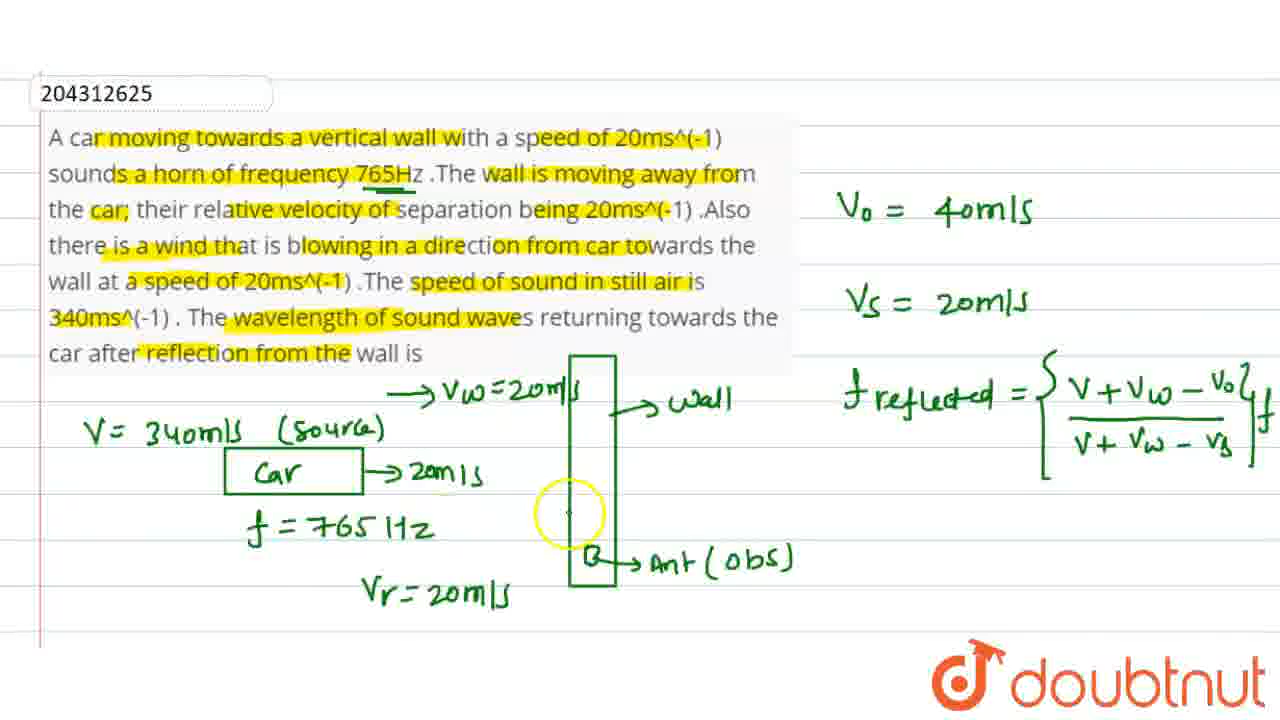 204312625
A car moving towards a vertical wall with a speed of 20ms^(-1)
sounds a horn of frequency 765Hz .The wall is moving away from
the car; their relative velocity of separation being 20ms^(-1) .Also
there is a wind that is blowing in a direction from car towards the
wall at a speed of 20ms^(-1) .The speed of sound in still air is
340ms^(-1) . The wavelength of sound waves returning towards the
car after reflection from the wall is
V₀ = 40m/s
Vs = 20m/s
f reflected = {V + Vw - V₀ / V + Vw - Vs} f
→ Vw = 20m/s
→ wall
V = 340m/s (source)
Car → 20m/s
f = 765 Hz
→ Ant (obs)
Vr = 20m/s
doubtnut